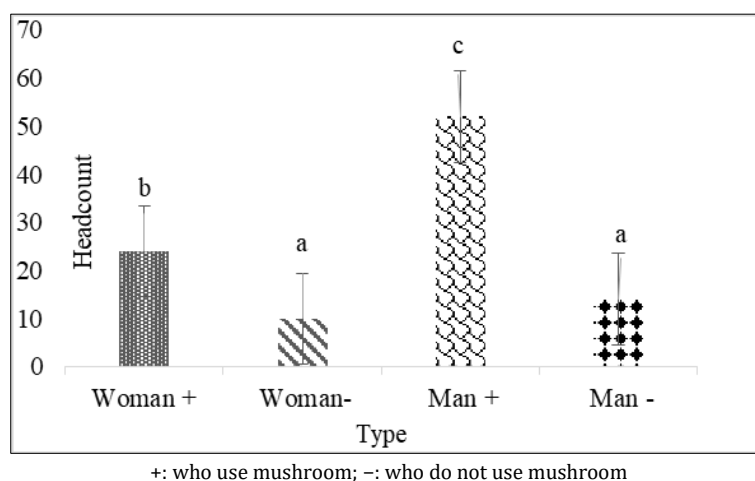 70
60
50
40
30
20
10
0
Headcount
b
a
c
a
Woman +
Woman-
Man +
Man -
Type
+: who use mushroom; −: who do not use mushroom